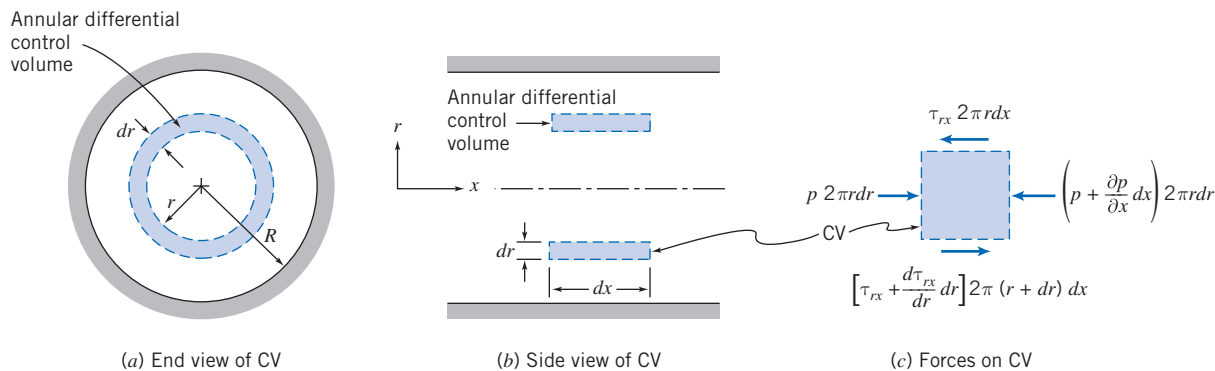 Annular differential
control
volume
dr
r
R
(a) End view of CV
Annular differential
control
volume
r
x
dr
dx
(b) Side view of CV
τ_rx 2πrdx
p 2πrdr
(p + ∂p/∂x dx) 2πrdr
CV
[τ_rx + dτ_rx/dr dr] 2π (r + dr) dx
(c) Forces on CV